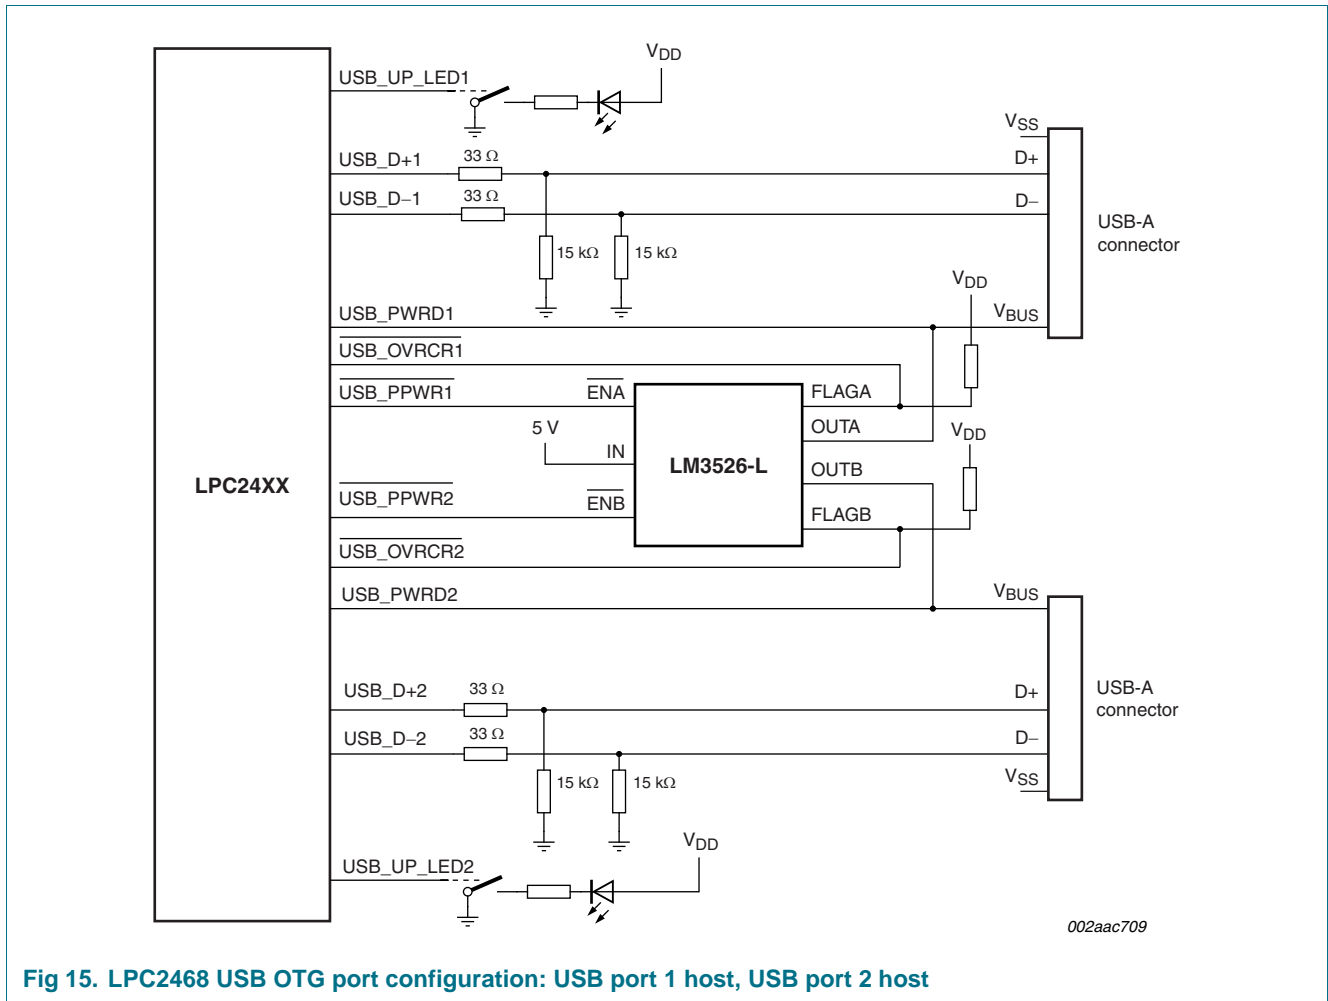 USB_UP_LED1
VDD
VSS
USB_D+1
33 Ω
D+
USB_D−1
33 Ω
D−
USB-A
connector
15 kΩ
15 kΩ
VDD
USB_PWRD1
VBUS
USB_OVRCR1
USB_PPWR1
ENA
FLAGA
5 V
OUTA
VDD
IN
LM3526-L
LPC24XX
OUTB
USB_PPWR2
ENB
FLAGB
USB_OVRCR2
USB_PWRD2
VBUS
USB_D+2
33 Ω
D+
USB-A
connector
USB_D−2
33 Ω
D−
15 kΩ
15 kΩ
VSS
VDD
USB_UP_LED2
002aac709
Fig 15. LPC2468 USB OTG port configuration: USB port 1 host, USB port 2 host